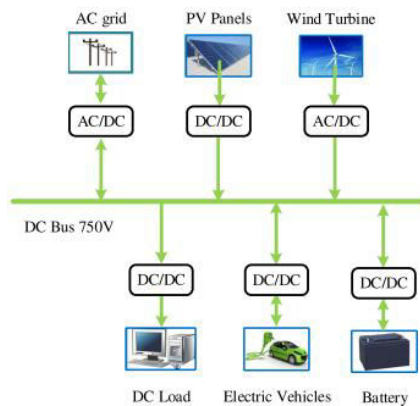 AC grid
PV Panels
Wind Turbine
AC/DC
DC/DC
AC/DC
DC Bus 750V
DC/DC
DC/DC
DC/DC
DC Load
Electric Vehicles
Battery